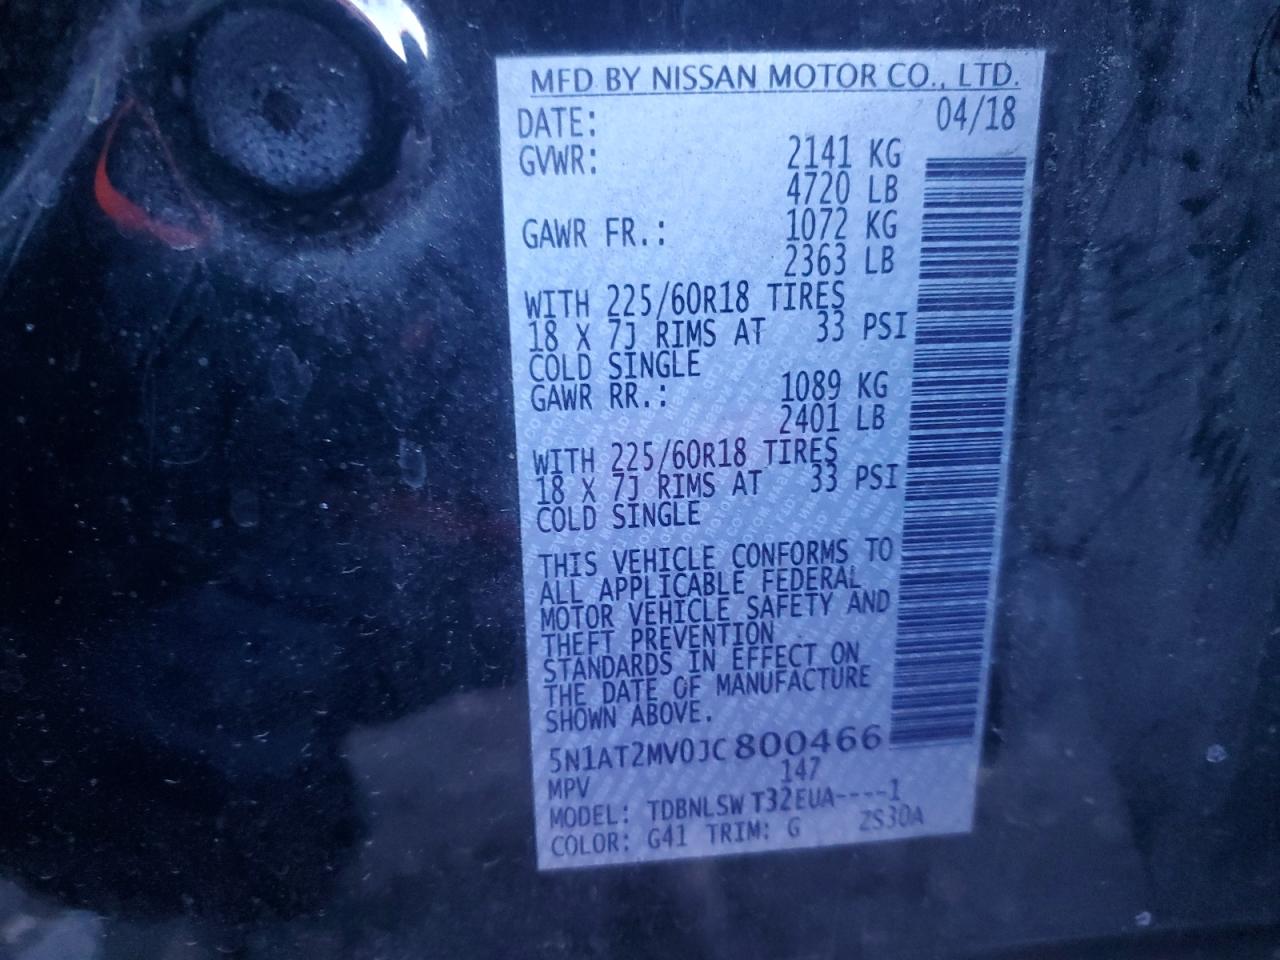 MFD BY NISSAN MOTOR CO., LTD.
DATE: 04/18
GVWR: 2141 KG
4720 LB
GAWR FR.: 1072 KG
2363 LB
WITH 225/60R18 TIRES
18 X 7J RIMS AT 33 PSI
COLD SINGLE
GAWR RR.: 1089 KG
2401 LB
WITH 225/60R18 TIRES
18 X 7J RIMS AT 33 PSI
COLD SINGLE
THIS VEHICLE CONFORMS TO
ALL APPLICABLE FEDERAL
MOTOR VEHICLE SAFETY AND
THEFT PREVENTION
STANDARDS IN EFFECT ON
THE DATE OF MANUFACTURE
SHOWN ABOVE.
5N1AT2MV0JC800466
MPV 147
MODEL: TDBNLSW T32EUA----1
COLOR: G41 TRIM: G ZS30A